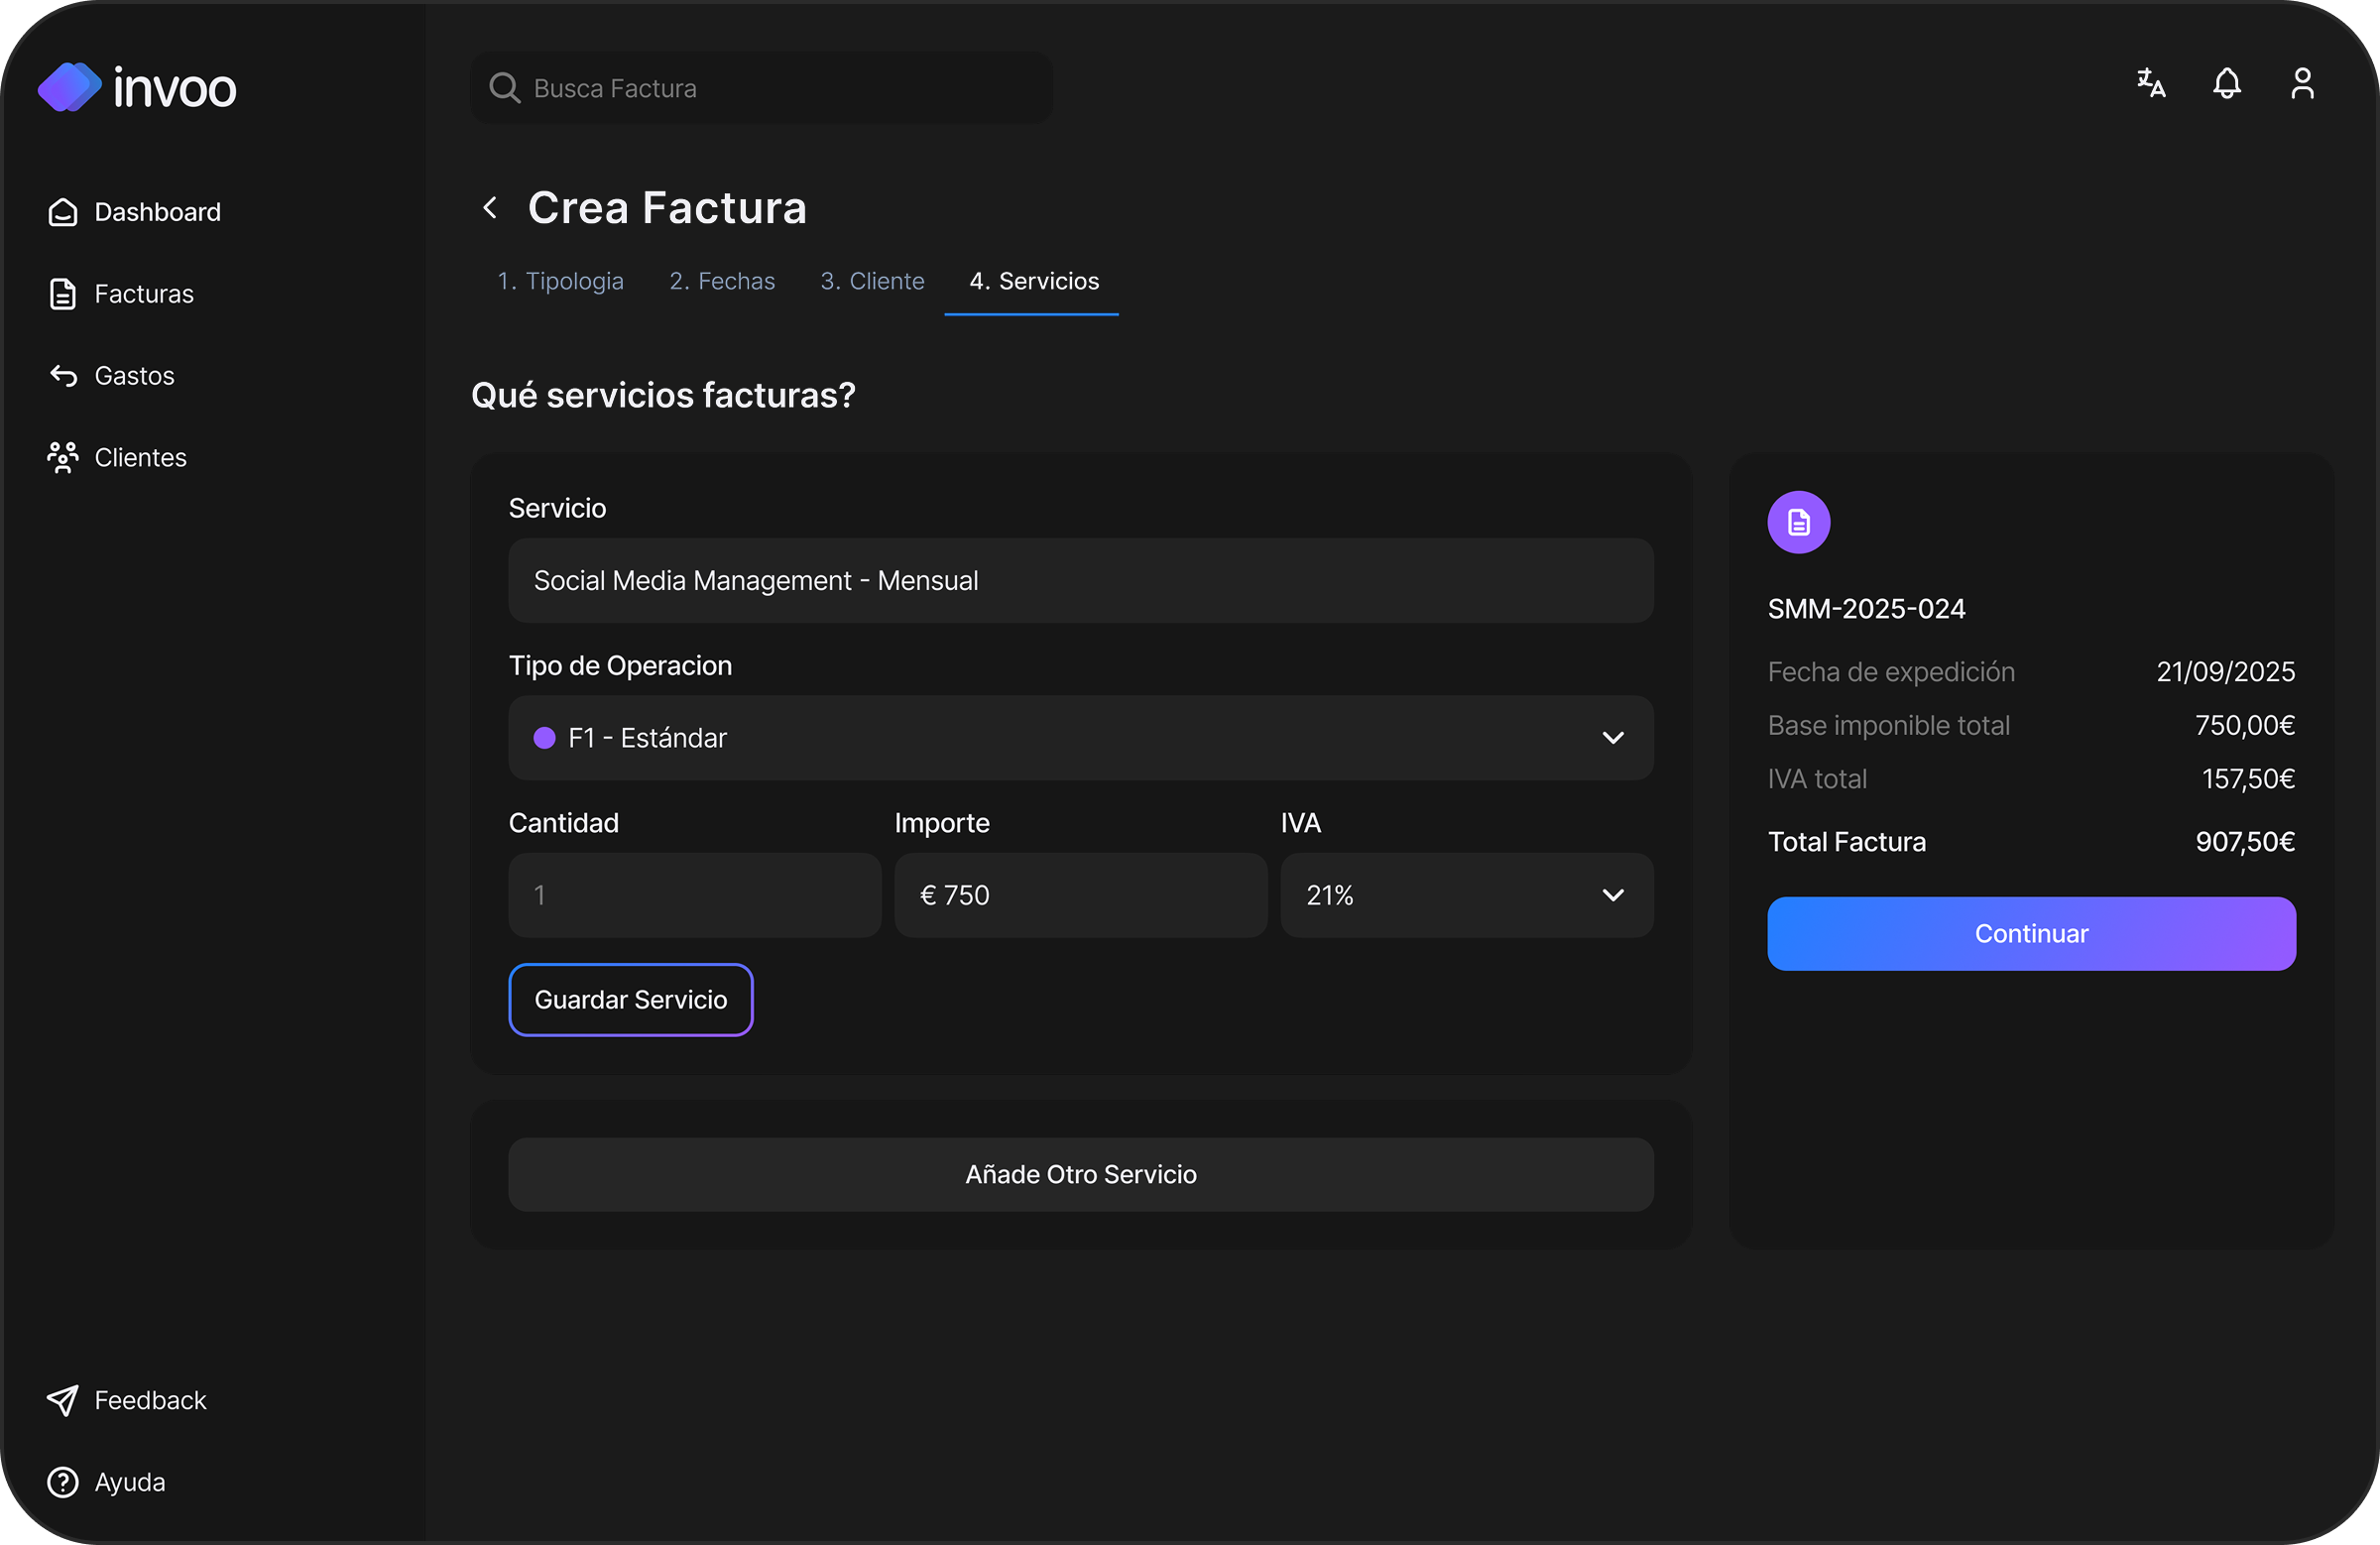 invoo
Busca Factura
Dashboard
Facturas
Gastos
Clientes
Feedback
Ayuda
Crea Factura
1. Tipologia
2. Fechas
3. Cliente
4. Servicios
Qué servicios facturas?
Servicio
Social Media Management - Mensual
Tipo de Operacion
F1 - Estándar
Cantidad
Importe
IVA
1
€ 750
21%
Guardar Servicio
Añade Otro Servicio
SMM-2025-024
Fecha de expedición 21/09/2025
Base imponible total 750,00€
IVA total 157,50€
Total Factura 907,50€
Continuar